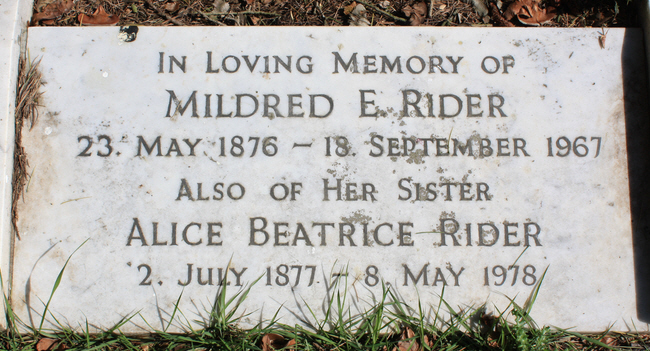 In Loving Memory of
Mildred E. Rider
23. May 1876 – 18. September 1967
Also of Her Sister
Alice Beatrice Rider
2. July 1877 – 8. May 1978